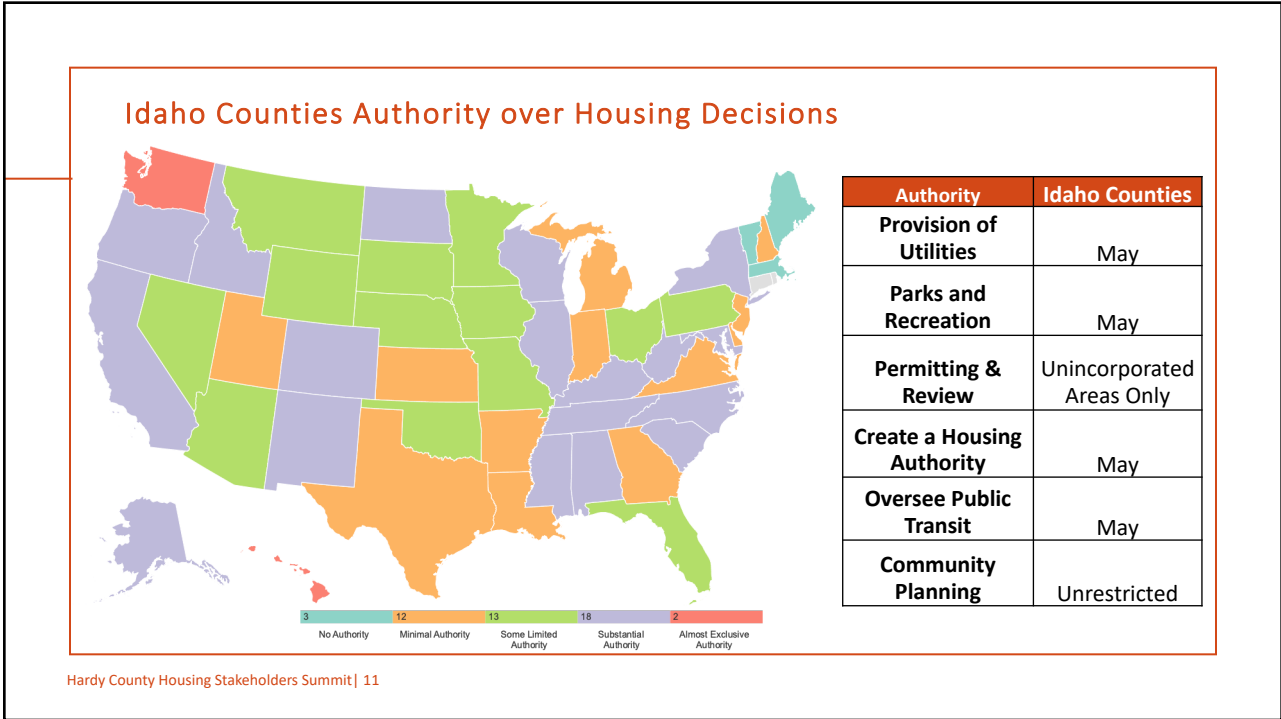 Idaho Counties Authority over Housing Decisions
Authority Idaho Counties
Provision of
Utilities May
Parks and
Recreation May
Permitting &
Review Unincorporated
Areas Only
Create a Housing
Authority May
Oversee Public
Transit May
Community
Planning Unrestricted
3 12 13 18 2
No Authority Minimal Authority Some Limited
Authority Substantial
Authority Almost Exclusive
Authority
Hardy County Housing Stakeholders Summit| 11